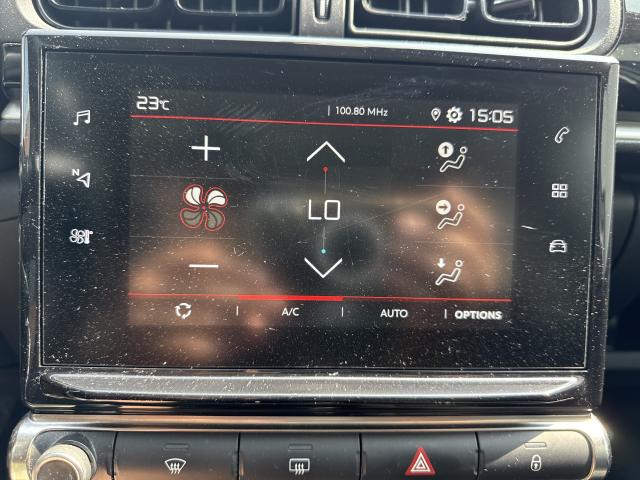 23°C | 100.80 MHz 15:05
N
LO
| A/C | AUTO | OPTIONS